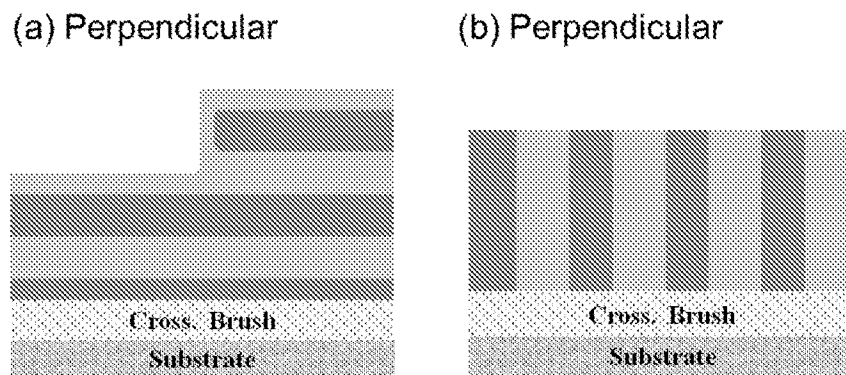 (a) Perpendicular
(b) Perpendicular
Cross. Brush
Substrate
Cross. Brush
Substrate